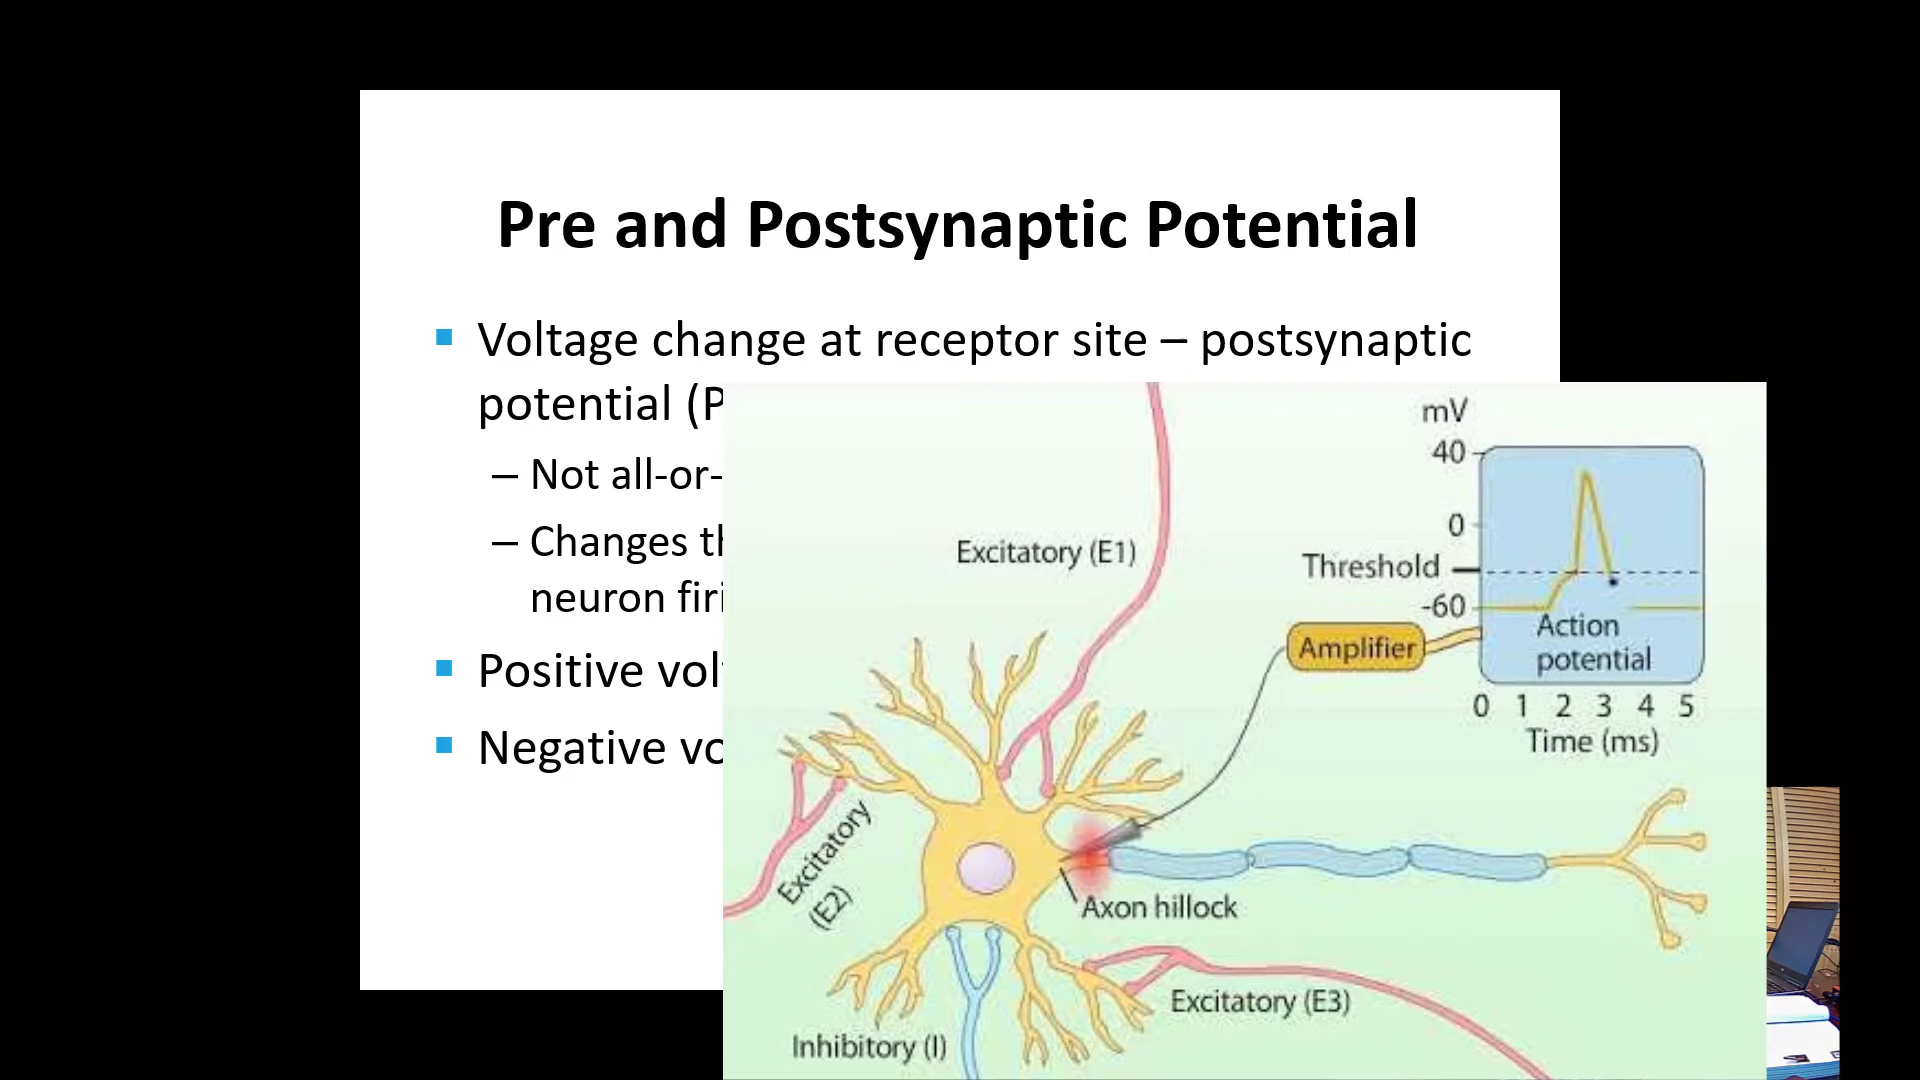 Pre and Postsynaptic Potential
Voltage change at receptor site – postsynaptic
potential (P
– Not all-or-
– Changes th
neuron firi
Positive vol
Negative vo
mV
40
0
Threshold
-60
Action
potential
Amplifier
0 1 2 3 4 5
Time (ms)
Excitatory (E1)
Excitatory
(E2)
Axon hillock
Excitatory (E3)
Inhibitory (I)